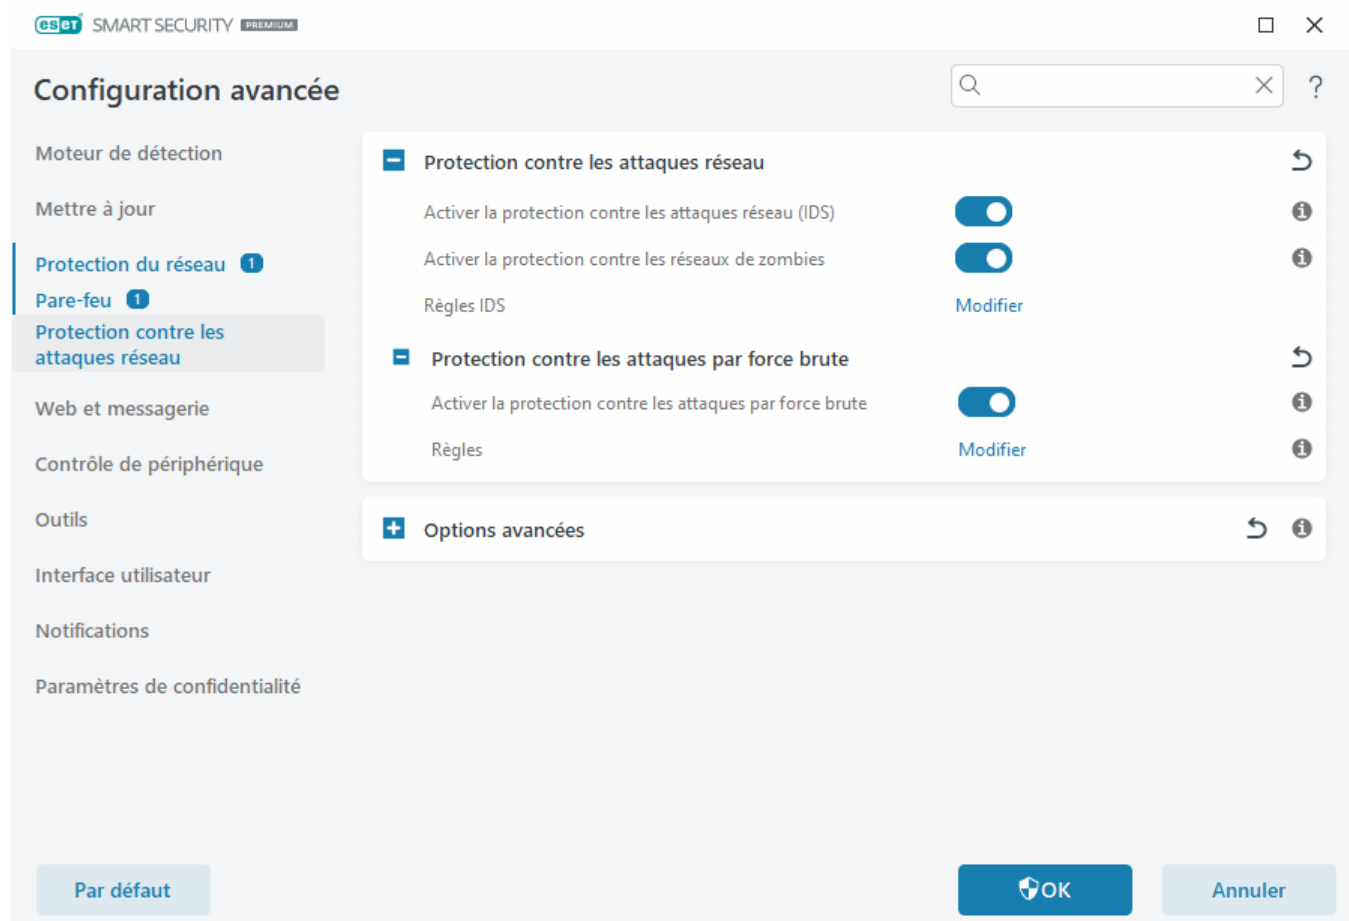 eset SMART SECURITY PREMIUM
Configuration avancée
?
Moteur de détection
Mettre à jour
Protection du réseau 1
Pare-feu 1
Protection contre les
attaques réseau
Web et messagerie
Contrôle de périphérique
Outils
Interface utilisateur
Notifications
Paramètres de confidentialité
Protection contre les attaques réseau
Activer la protection contre les attaques réseau (IDS)
Activer la protection contre les réseaux de zombies
Règles IDS Modifier
Protection contre les attaques par force brute
Activer la protection contre les attaques par force brute
Règles Modifier
Options avancées
Par défaut OK Annuler